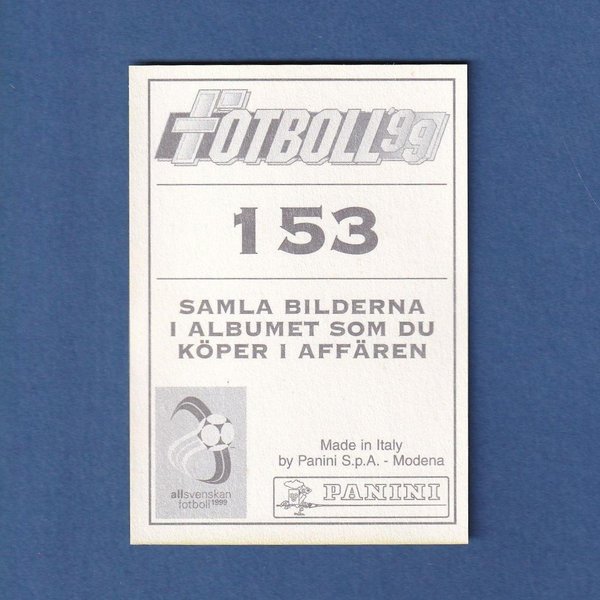 FOTBOLL'99
153
SAMLA BILDERNA
I ALBUMET SOM DU
KÖPER I AFFÄREN
allsvenskan
fotboll 1999
Made in Italy
by Panini S.p.A. - Modena
PANINI